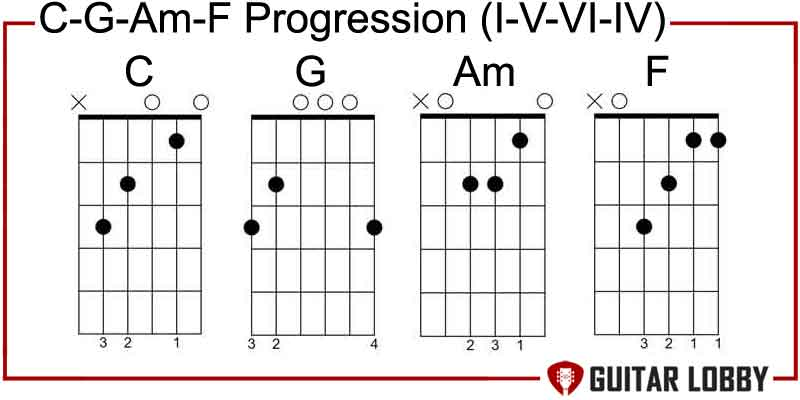 C-G-Am-F Progression (I-V-VI-IV)
C G Am F
× ○ ○ ○ ○ ○ × ○ ○ × ○
3 2 1 3 2 4 2 3 1 3 2 1 1
GUITAR LOBBY